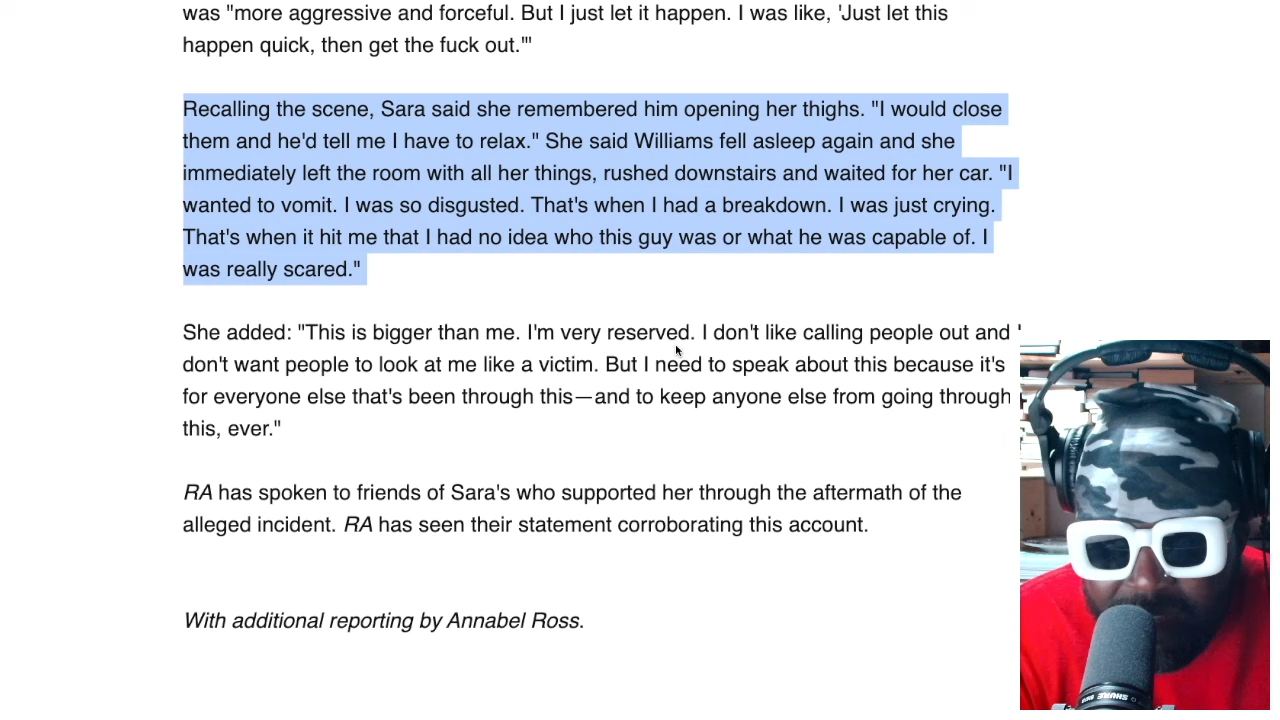 was "more aggressive and forceful. But I just let it happen. I was like, 'Just let this
happen quick, then get the fuck out.'"
Recalling the scene, Sara said she remembered him opening her thighs. "I would close
them and he'd tell me I have to relax." She said Williams fell asleep again and she
immediately left the room with all her things, rushed downstairs and waited for her car. "I
wanted to vomit. I was so disgusted. That's when I had a breakdown. I was just crying.
That's when it hit me that I had no idea who this guy was or what he was capable of. I
was really scared."
She added: "This is bigger than me. I'm very reserved. I don't like calling people out and
don't want people to look at me like a victim. But I need to speak about this because it's
for everyone else that's been through this—and to keep anyone else from going through
this, ever."
RA has spoken to friends of Sara's who supported her through the aftermath of the
alleged incident. RA has seen their statement corroborating this account.
With additional reporting by Annabel Ross.
SHURE